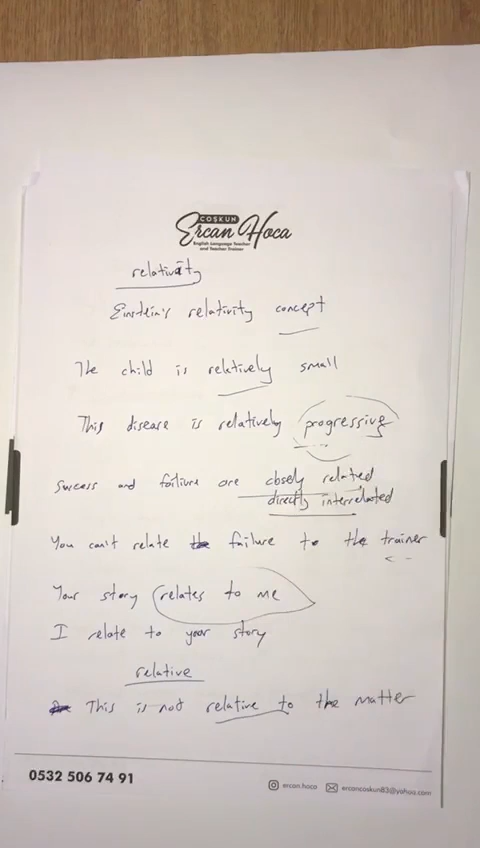 COŞKUN
Ercan Hoca
English Language Teacher
and Teacher Trainer
relativity
Einstein's relativity concept
The child is relatively small
This disease is relatively progressive
Success and failiure are closely related
directly interrelated
You can't relate failure to the trainer
Your story relates to me
I relate to your story
relative
This is not relative to the matter
0532 506 74 91
ercan.hoco
ercancoskun83@yahoo.com